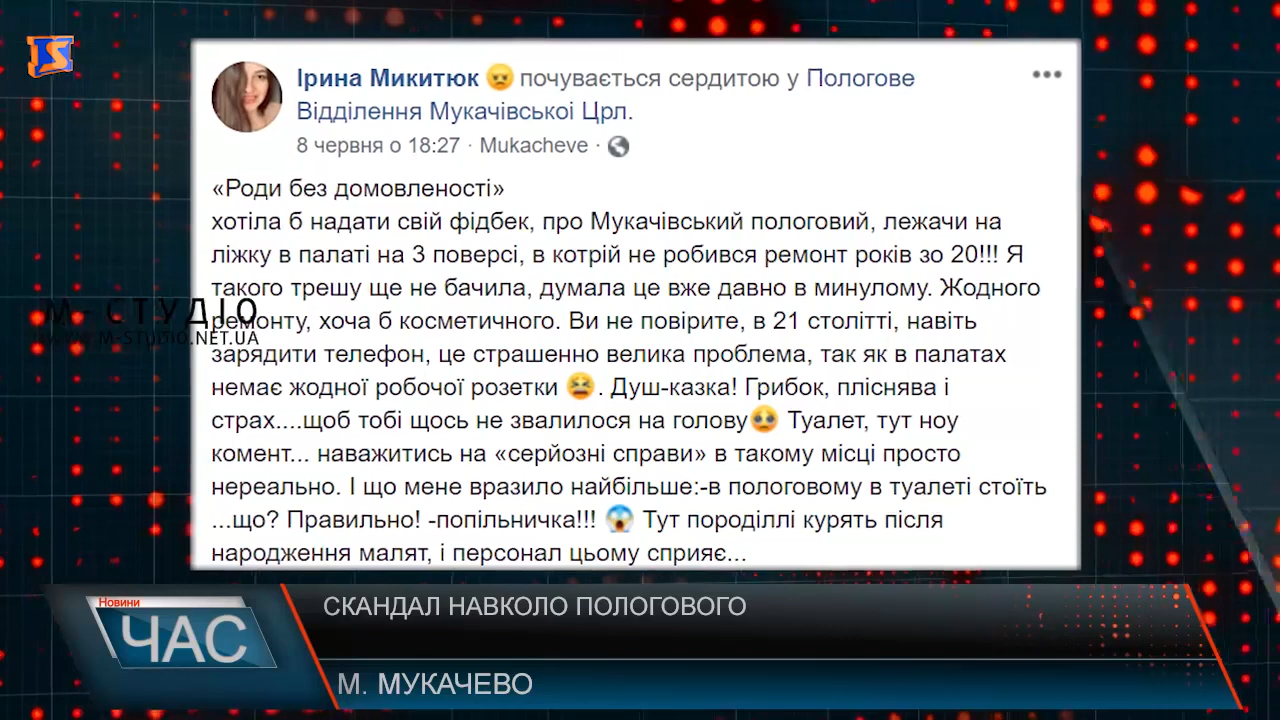 Ірина Микитюк 😠 почувається сердитою у Пологове
Відділення Мукачівської Црл.
8 червня о 18:27 · Mukacheve ·
«Роди без домовленості»
хотіла б надати свій фідбек, про Мукачівський пологовий, лежачи на
ліжку в палаті на 3 поверсі, в котрій не робився ремонт років зо 20!!! Я
такого трешу ще не бачила, думала це вже давно в минулому. Жодного
ремонту, хоча б косметичного. Ви не повірите, в 21 столітті, навіть
зарядити телефон, це страшенно велика проблема, так як в палатах
немає жодної робочої розетки 😫. Душ-казка! Грибок, пліснява і
страх....щоб тобі щось не звалилося на голову🥺 Туалет, тут ноу
комент... наважитись на «серйозні справи» в такому місці просто
нереально. І що мене вразило найбільше:-в пологовому в туалеті стоїть
...що? Правильно! -попільничка!!! 😱 Тут породіллі курять після
народження малят, і персонал цьому сприяє...
М-СТУДІО
WWW.M-STUDIO.NET.UA
Новини
ЧАС
СКАНДАЛ НАВКОЛО ПОЛОГОВОГО
М. МУКАЧЕВО